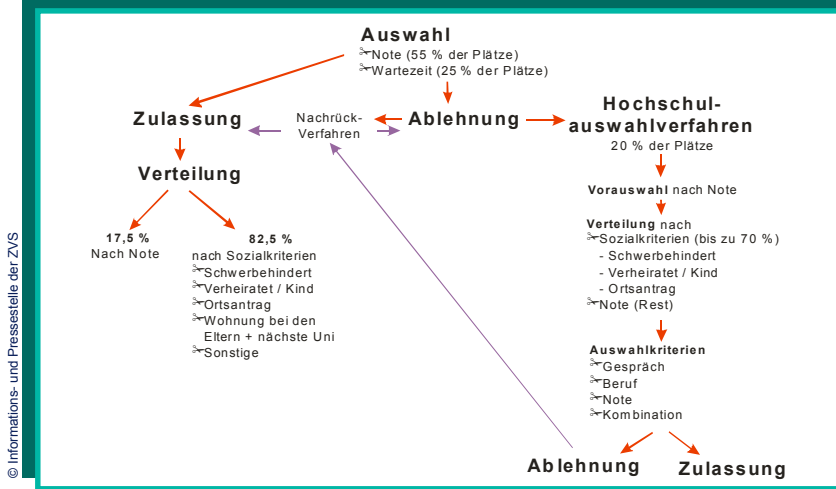 Auswahl
Note (55 % der Plätze)
Wartezeit (25 % der Plätze)
Zulassung
Nachrück-
Verfahren
Ablehnung
Hochschul-
auswahlverfahren
20 % der Plätze
Verteilung
Vorauswahl nach Note
17,5 %
Nach Note
82,5 %
nach Sozialkriterien
Schwerbehindert
Verheiratet / Kind
Ortsantrag
Wohnung bei den
Eltern + nächste Uni
Sonstige
Verteilung nach
Sozialkriterien (bis zu 70 %)
- Schwerbehindert
- Verheiratet / Kind
- Ortsantrag
Note (Rest)
Auswahlkriterien
Gespräch
Beruf
Note
Kombination
Ablehnung
Zulassung
© Informations- und Pressestelle der ZVS